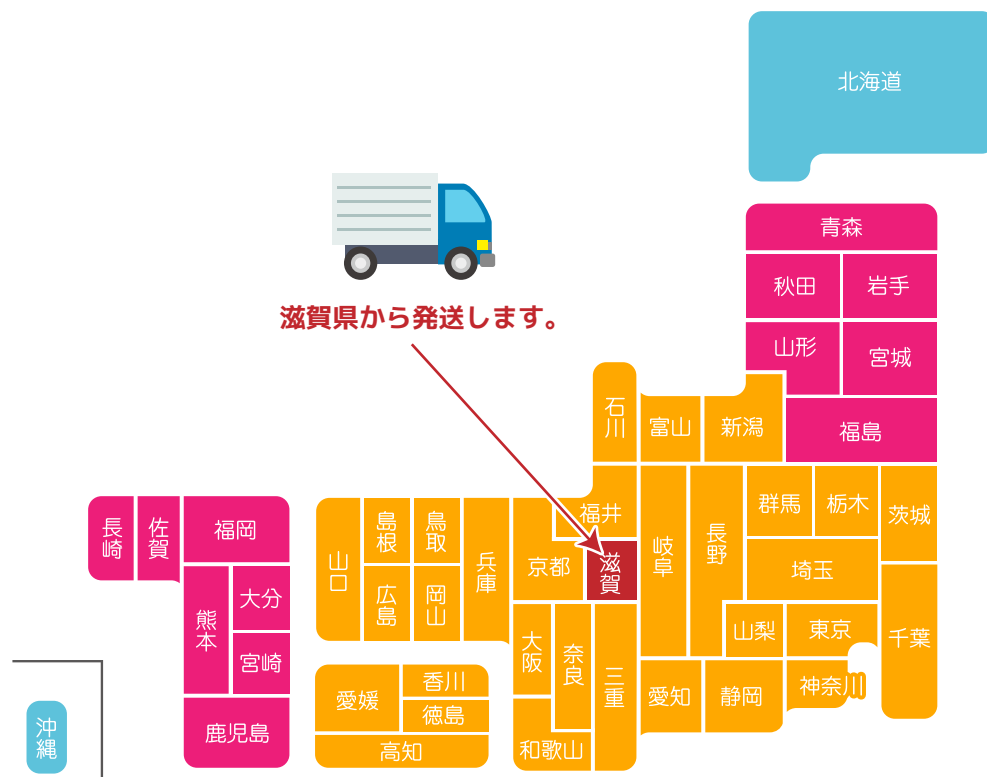 北海道
青森
秋田
岩手
山形
宮城
福島
滋賀県から発送します。
石川
富山
新潟
福井
群馬
栃木
茨城
長崎
佐賀
福岡
山口
島根
鳥取
兵庫
京都
滋賀
岐阜
長野
埼玉
大分
熊本
広島
岡山
山梨
東京
千葉
宮崎
大阪
奈良
三重
愛知
静岡
神奈川
愛媛
香川
徳島
高知
和歌山
鹿児島
沖縄